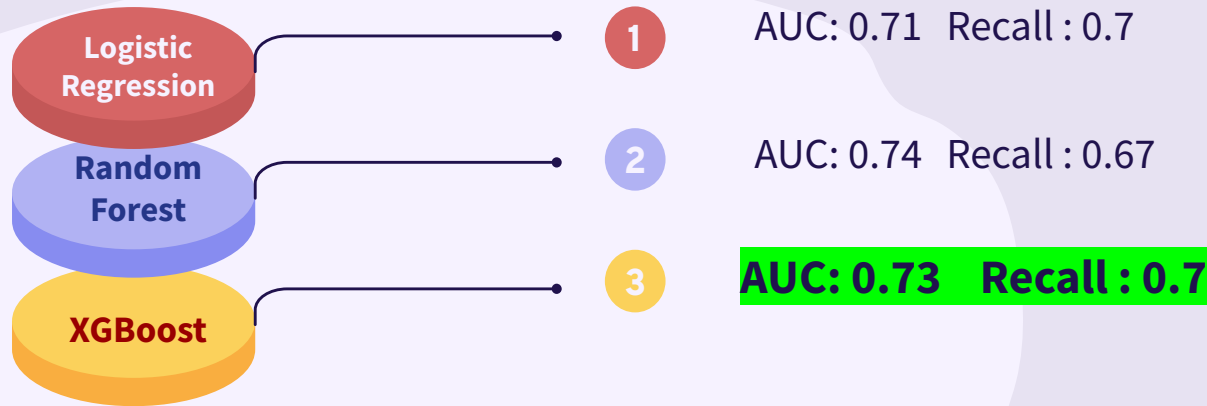 Logistic
Regression
1
AUC: 0.71 Recall : 0.7
Random
Forest
2
AUC: 0.74 Recall : 0.67
XGBoost
3
AUC: 0.73 Recall : 0.7